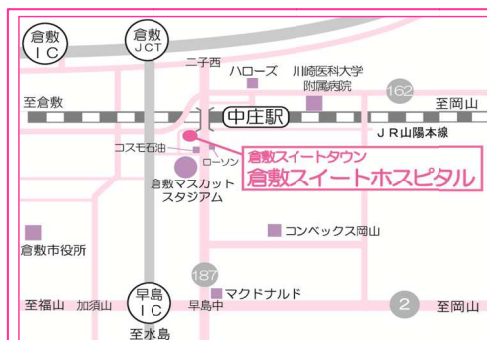 倉敷
IC
倉敷
JCT
二子西
ハローズ
川崎医科大学
附属病院
162
至倉敷
中庄駅
至岡山
JR山陽本線
コスモ石油
ローソン
倉敷スイートタウン
倉敷スイートホスピタル
倉敷マスカット
スタジアム
倉敷市役所
コンベックス岡山
187
マクドナルド
至福山
加須山
早島
IC
早島中
2
至岡山
至水島